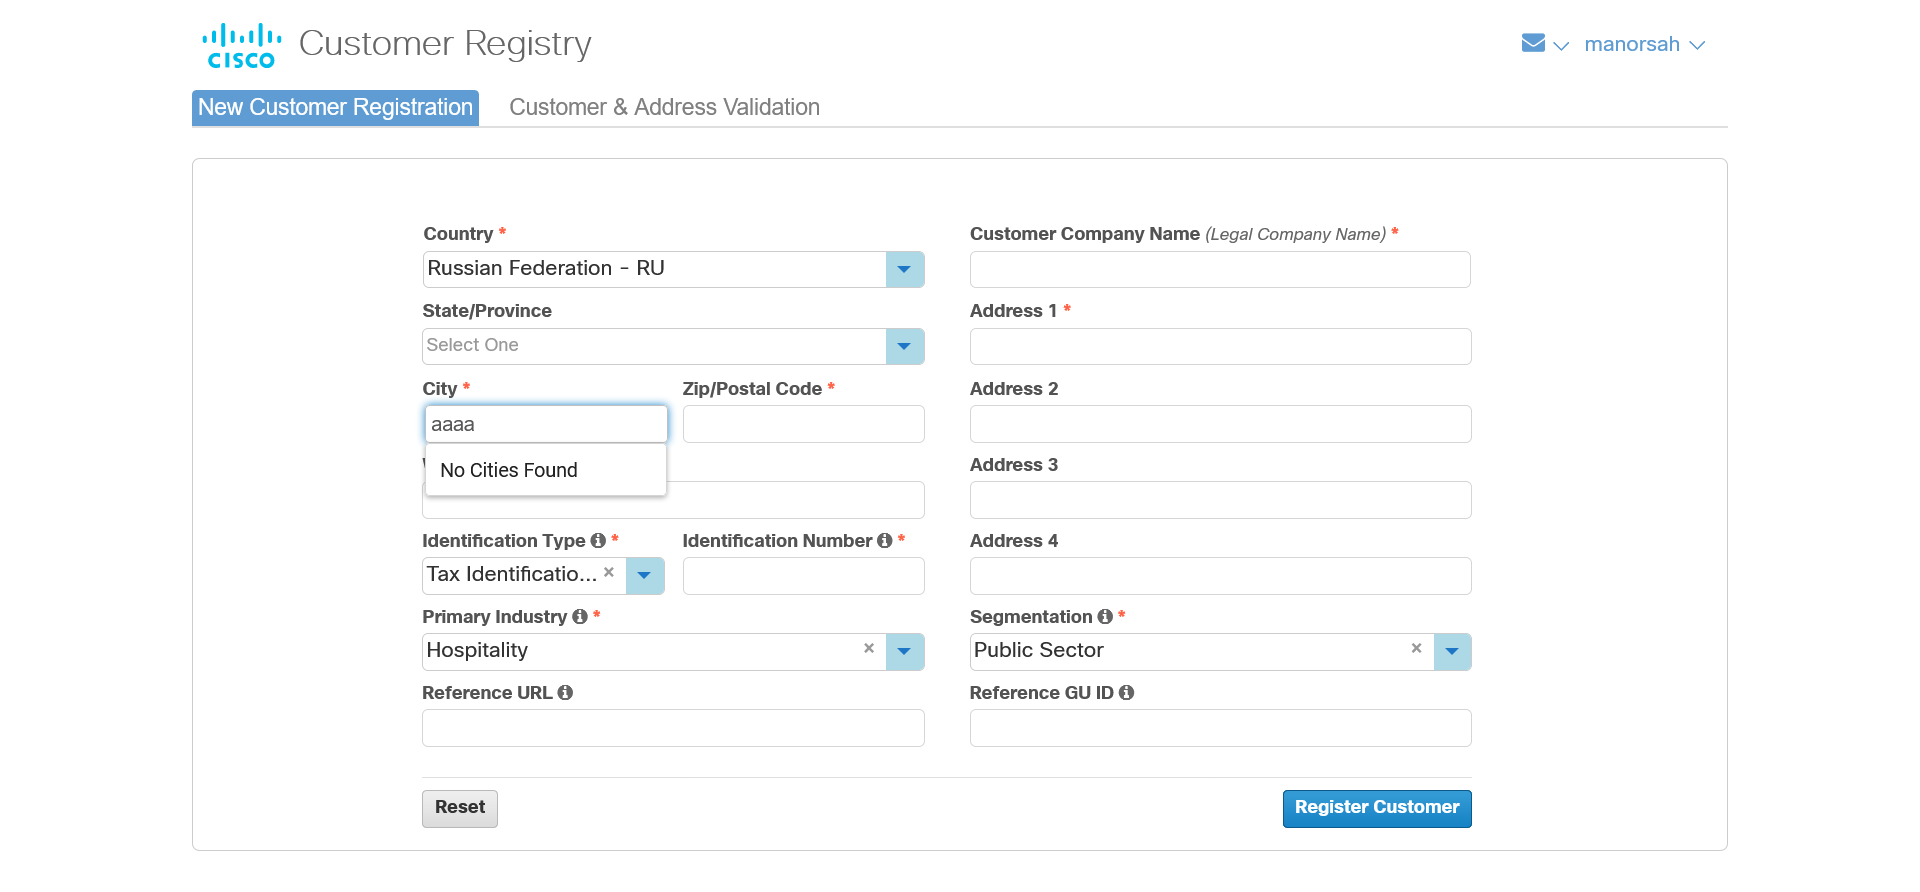 CISCO
Customer Registry
manorsah
New Customer Registration
Customer & Address Validation
Country *
Customer Company Name (Legal Company Name) *
Russian Federation - RU
State/Province
Address 1 *
Select One
City *
Zip/Postal Code *
Address 2
aaaa
No Cities Found
Address 3
Identification Type *
Identification Number *
Address 4
Tax Identificatio... ×
Primary Industry *
Segmentation *
Hospitality ×
Public Sector ×
Reference URL
Reference GU ID
Reset
Register Customer